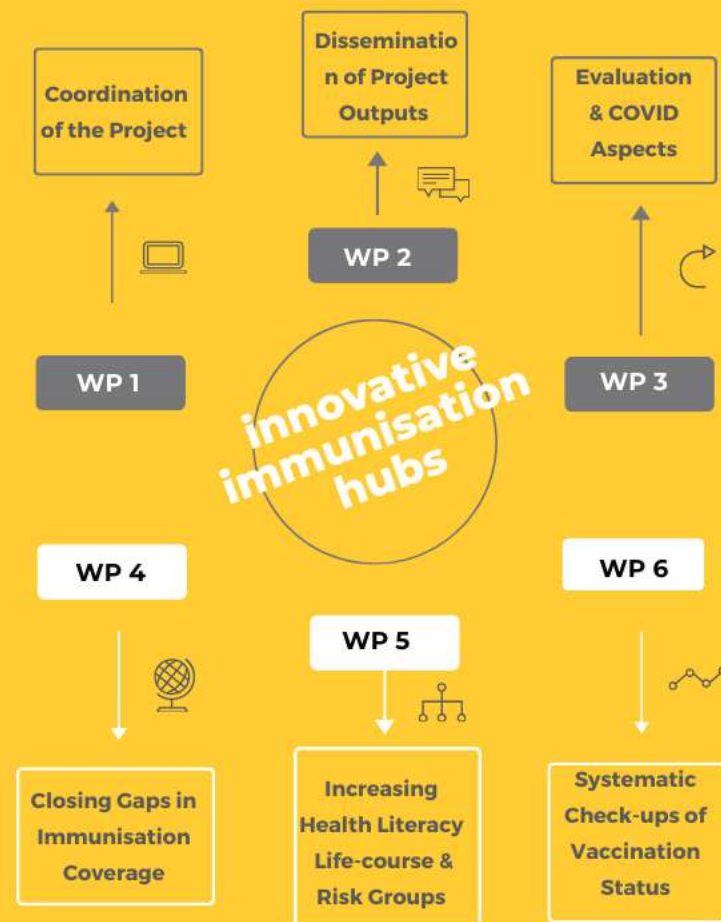 Coordination
of the Project
Disseminatio
n of Project
Outputs
Evaluation
& COVID
Aspects
WP 1
WP 2
WP 3
innovative
immunisation
hubs
WP 4
WP 5
WP 6
Closing Gaps in
Immunisation
Coverage
Increasing
Health Literacy
Life-course &
Risk Groups
Systematic
Check-ups of
Vaccination
Status